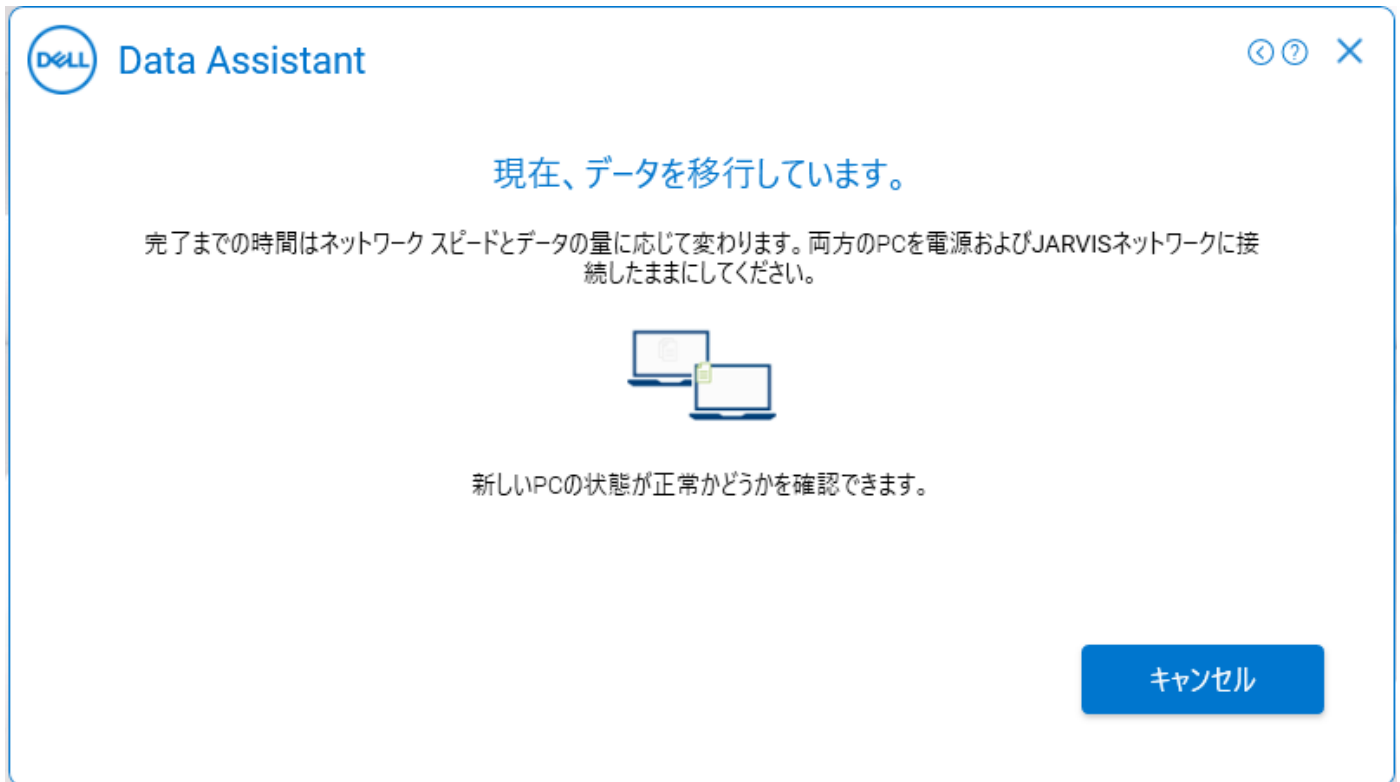 DELL
Data Assistant
現在、データを移行しています。
完了までの時間はネットワーク スピードとデータの量に応じて変わります。両方のPCを電源およびJARVISネットワークに接
続したままにしてください。
新しいPCの状態が正常かどうかを確認できます。
キャンセル